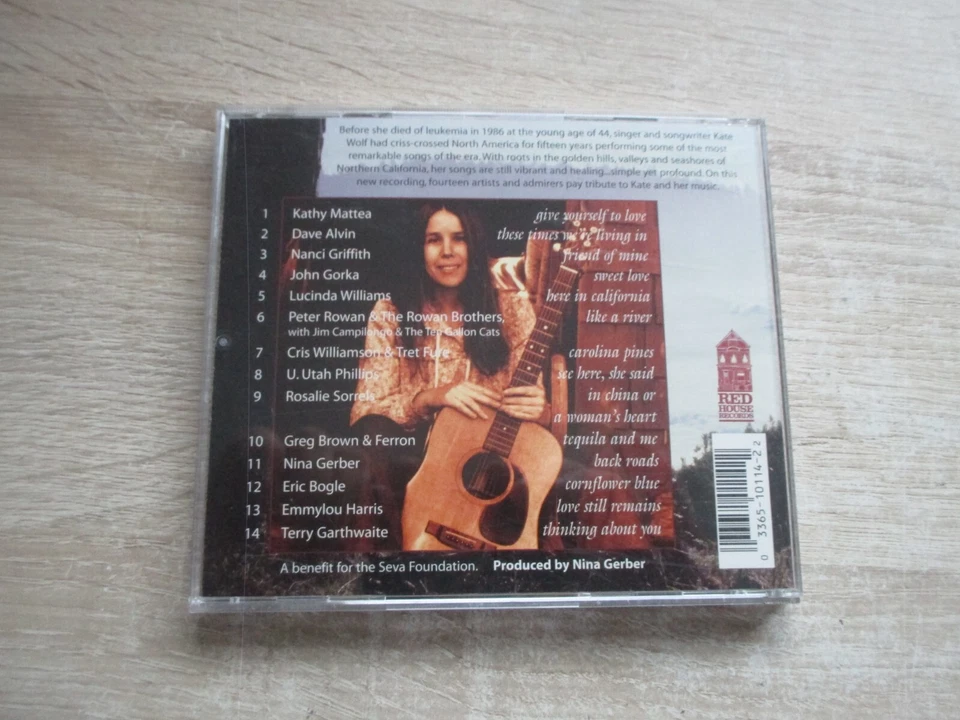 Before she died of leukemia in 1986 at the young age of 44, singer and songwriter Kate
Wolf had criss-crossed North America for fifteen years performing some of the most
remarkable songs of the era. With roots in the golden hills, valleys and seashores of
Northern California, her songs are still vibrant and healing...simple yet profound. On this
new recording, fourteen artists and admirers pay tribute to Kate and her music.
1 Kathy Mattea give yourself to love
2 Dave Alvin these times we're living in
3 Nanci Griffith friend of mine
4 John Gorka sweet love
5 Lucinda Williams here in california
6 Peter Rowan & The Rowan Brothers, like a river
with Jim Campilongo & The Ten Gallon Cats
7 Cris Williamson & Tret Fure carolina pines
8 U. Utah Phillips see here, she said
9 Rosalie Sorrels in china or
a woman's heart
10 Greg Brown & Ferron tequila and me
11 Nina Gerber back roads
12 Eric Bogle cornflower blue
13 Emmylou Harris love still remains
14 Terry Garthwaite thinking about you
A benefit for the Seva Foundation. Produced by Nina Gerber
RED
HOUSE
RECORDS
0 3365-10114-2 2